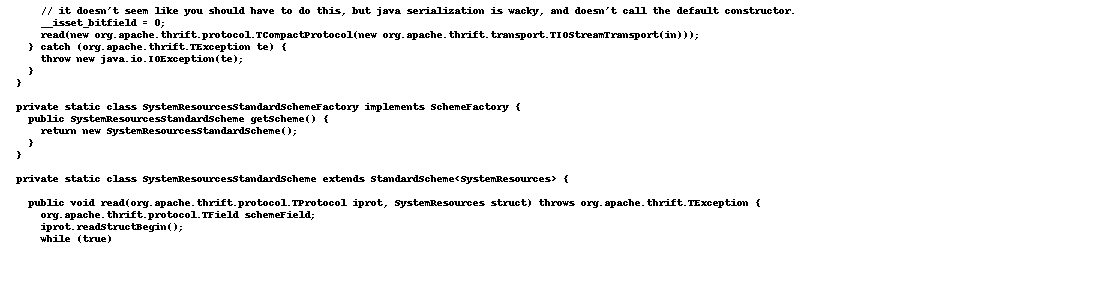 // it doesn't seem like you should have to do this, but java serialization is wacky, and doesn't call the default constructor.
__isset_bitfield = 0;
read(new org.apache.thrift.protocol.TCompactProtocol(new org.apache.thrift.transport.TIOStreamTransport(in)));
} catch (org.apache.thrift.TException te) {
throw new java.io.IOException(te);
}
}
private static class SystemResourcesStandardSchemeFactory implements SchemeFactory {
public SystemResourcesStandardScheme getScheme() {
return new SystemResourcesStandardScheme();
}
}
private static class SystemResourcesStandardScheme extends StandardScheme<SystemResources> {
public void read(org.apache.thrift.protocol.TProtocol iprot, SystemResources struct) throws org.apache.thrift.TException {
org.apache.thrift.protocol.TField schemeField;
iprot.readStructBegin();
while (true)